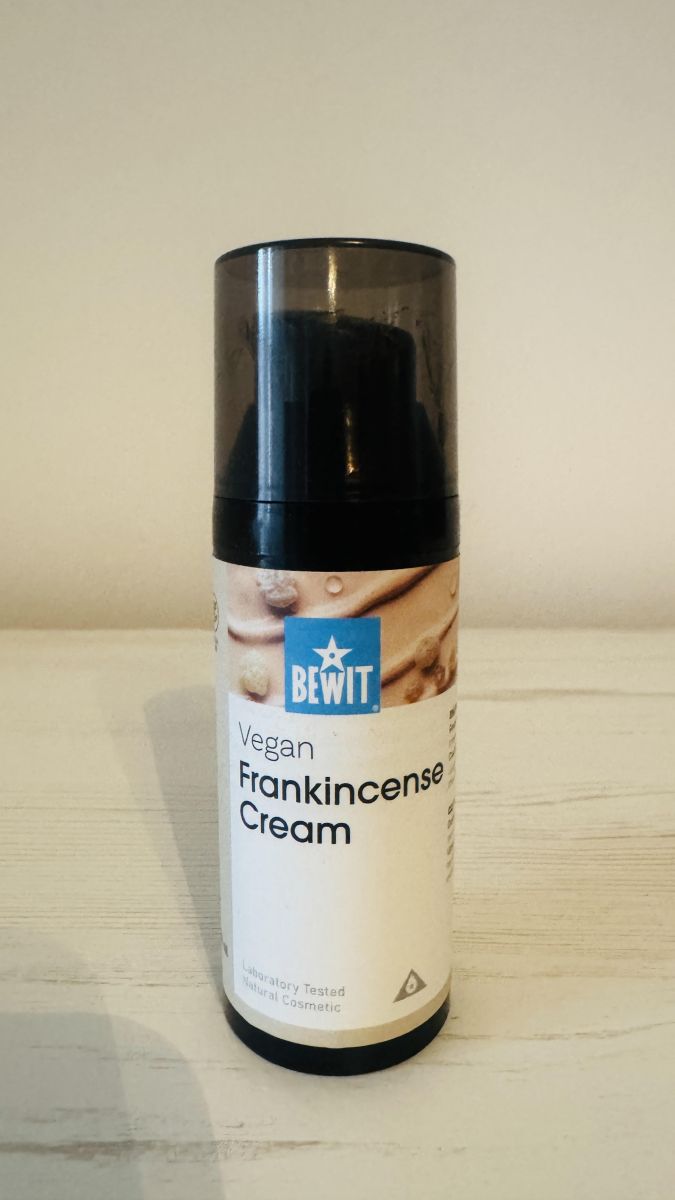 BEWIT
Vegan
Frankincense
Cream
Laboratory Tested
Natural Cosmetic